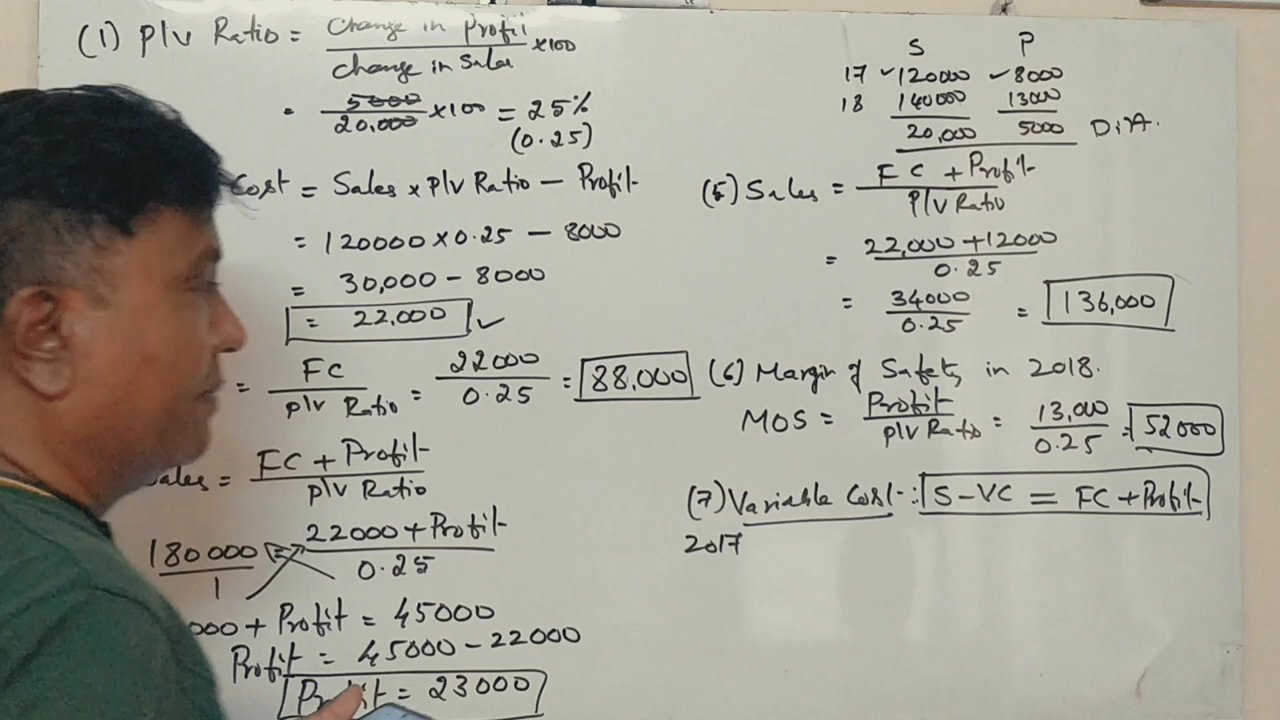 (1) P/V Ratio = Change in Profit / Change in Sales ×100
= 5000 / 20,000 ×100 = 25%
(0.25)
Cost = Sales × P/V Ratio – Profit
= 120000 × 0.25 – 8000
= 30,000 – 8000
= 22,000 ✓
= FC / P/V Ratio = 22000 / 0.25 = 88,000
Sales = FC + Profit / P/V Ratio
180000 / 1 = 22000 + Profit / 0.25
000 + Profit = 45000
Profit = 45000 – 22000
Profit = 23000
S P
17 ✓120000 ✓8000
18 140000 13000
20,000 5000 Diff.
(5) Sales = FC + Profit / P/V Ratio
= 22,000 + 12000 / 0.25
= 34000 / 0.25 = 136,000
(6) Margin of Safety in 2018.
MOS = Profit / P/V Ratio = 13,000 / 0.25 = 52000
(7) Variable Cost :- S – VC = FC + Profit
2017